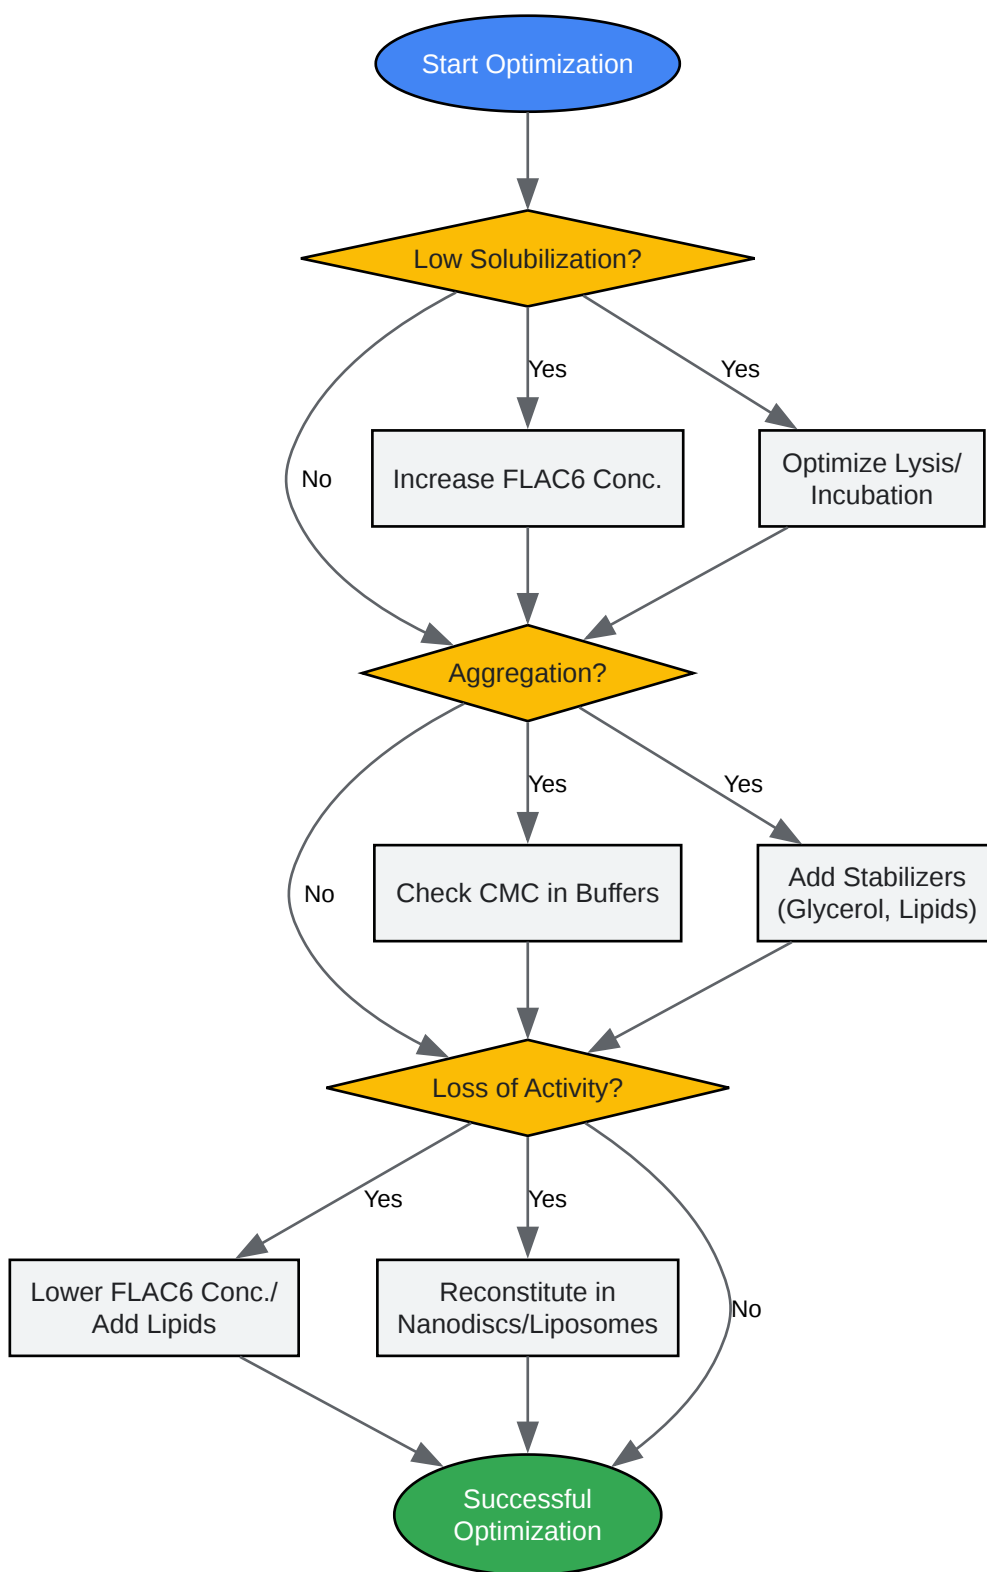 Start Optimization
Low Solubilization?
Yes
Yes
No
Increase FLAC6 Conc.
Optimize Lysis/
Incubation
Aggregation?
Yes
Yes
No
Check CMC in Buffers
Add Stabilizers
(Glycerol, Lipids)
Loss of Activity?
Yes
Yes
No
Lower FLAC6 Conc./
Add Lipids
Reconstitute in
Nanodiscs/Liposomes
Successful
Optimization